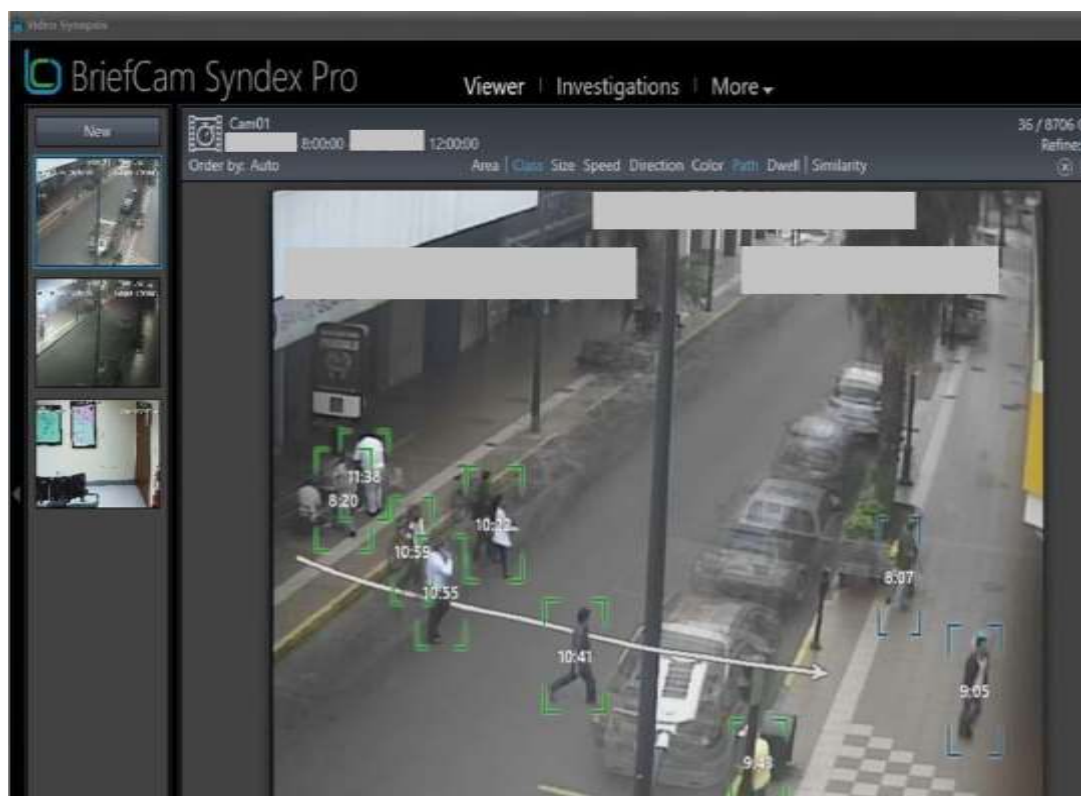 Video Synopsis
BriefCam Syndex Pro
Viewer | Investigations | More
New
Cam01
8:00:00 12:00:00
36 / 8706
Refine:
Order by: Auto
Area | Class Size Speed Direction Color Path Dwell | Similarity
11:38
8:20
10:22
10:59
10:55
8:07
10:41
9:05
9:43